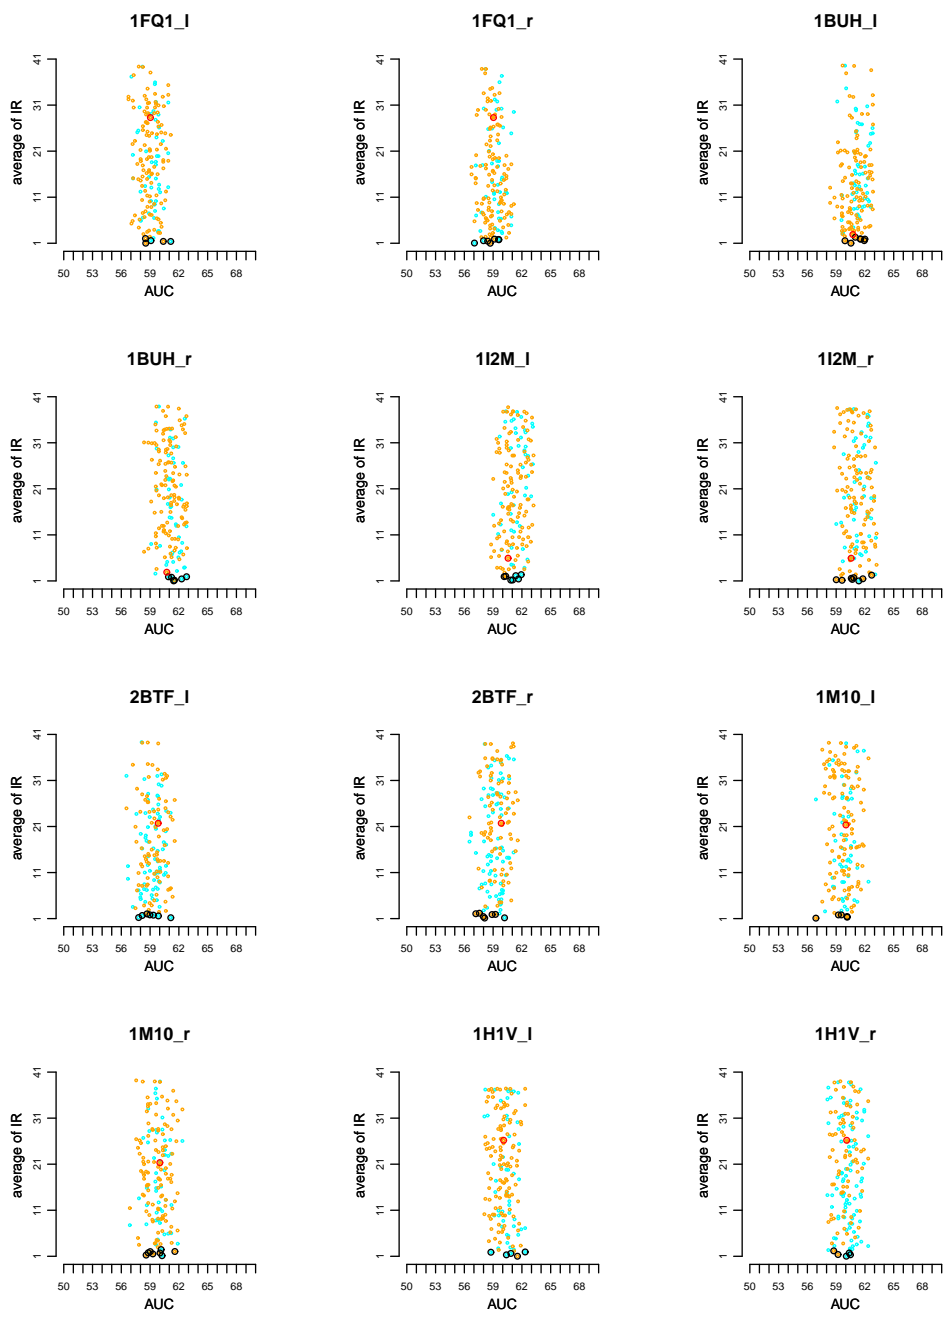 1FQ1_l
1FQ1_r
1BUH_l
average of IR
1 11 21 31 41
50 53 56 59 62 65 68
AUC
average of IR
1 11 21 31 41
50 53 56 59 62 65 68
AUC
average of IR
1 11 21 31 41
50 53 56 59 62 65 68
AUC
1BUH_r
1I2M_l
1I2M_r
average of IR
1 11 21 31 41
50 53 56 59 62 65 68
AUC
average of IR
1 11 21 31 41
50 53 56 59 62 65 68
AUC
average of IR
1 11 21 31 41
50 53 56 59 62 65 68
AUC
2BTF_l
2BTF_r
1M10_l
average of IR
1 11 21 31 41
50 53 56 59 62 65 68
AUC
average of IR
1 11 21 31 41
50 53 56 59 62 65 68
AUC
average of IR
1 11 21 31 41
50 53 56 59 62 65 68
AUC
1M10_r
1H1V_l
1H1V_r
average of IR
1 11 21 31 41
50 53 56 59 62 65 68
AUC
average of IR
1 11 21 31 41
50 53 56 59 62 65 68
AUC
average of IR
1 11 21 31 41
50 53 56 59 62 65 68
AUC